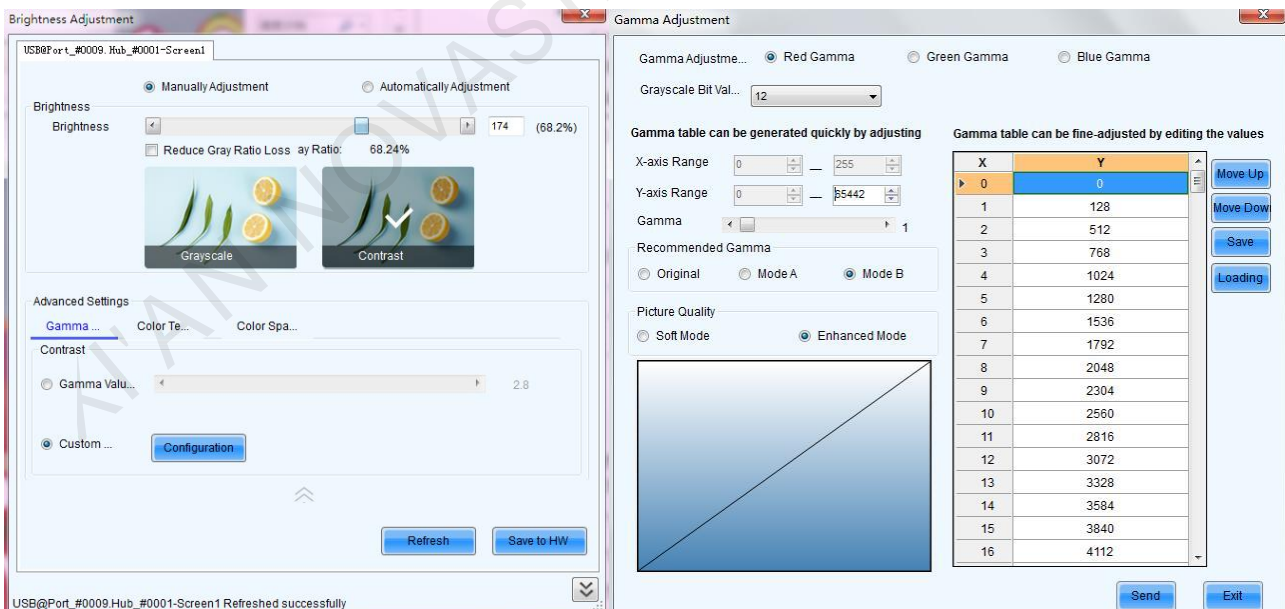 Brightness Adjustment
USB@Port_#0009.Hub_#0001-Screen1
Manually Adjustment
Automatically Adjustment
Brightness
Brightness
174
(68.2%)
Reduce Gray Ratio Loss
ay Ratio:
68.24%
Grayscale
Contrast
Advanced Settings
Gamma ...
Color Te...
Color Spa...
Contrast
Gamma Valu...
2.8
Custom ...
Configuration
Refresh
Save to HW
USB@Port_#0009.Hub_#0001-Screen1 Refreshed successfully
XI'AN NOVAS
Gamma Adjustment
Gamma Adjustme...
Red Gamma
Green Gamma
Blue Gamma
Grayscale Bit Val...
12
Gamma table can be generated quickly by adjusting
X-axis Range
0
—
255
Y-axis Range
0
—
65442
Gamma
1
Recommended Gamma
Original
Mode A
Mode B
Picture Quality
Soft Mode
Enhanced Mode
Gamma table can be fine-adjusted by editing the values
X Y
0 0
1 128
2 512
3 768
4 1024
5 1280
6 1536
7 1792
8 2048
9 2304
10 2560
11 2816
12 3072
13 3328
14 3584
15 3840
16 4112
Move Up
Move Dow
Save
Loading
Send
Exit